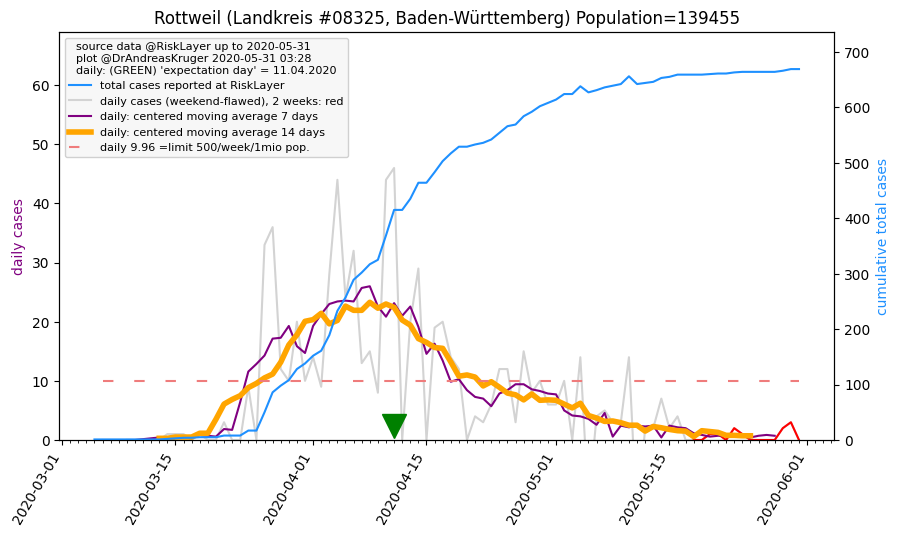 Rottweil (Landkreis #08325, Baden-Württemberg) Population=139455
source data @RiskLayer up to 2020-05-31
plot @DrAndreasKruger 2020-05-31 03:28
daily: (GREEN) 'expectation day' = 11.04.2020
total cases reported at RiskLayer
daily cases (weekend-flawed), 2 weeks: red
daily: centered moving average 7 days
daily: centered moving average 14 days
daily 9.96 =limit 500/week/1mio pop.
daily cases
60
50
40
30
20
10
0
cumulative total cases
700
600
500
400
300
200
100
0
2020-03-01
2020-03-15
2020-04-01
2020-04-15
2020-05-01
2020-05-15
2020-06-01